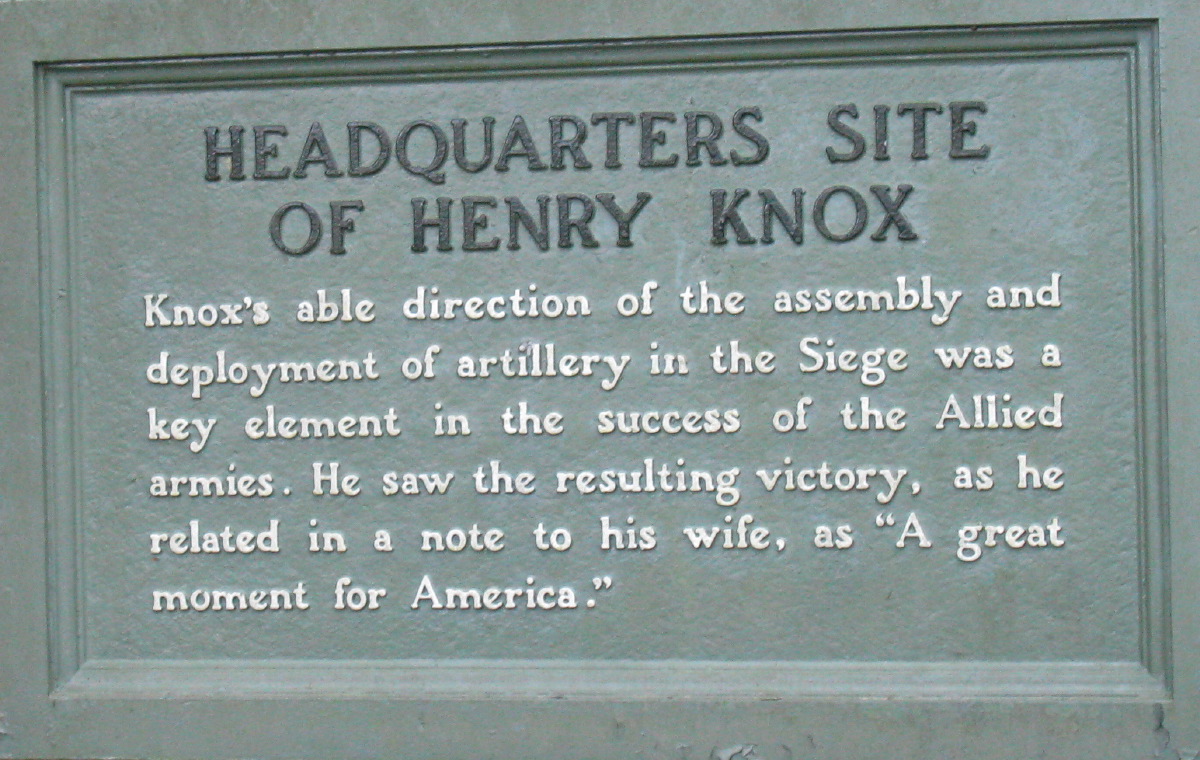 HEADQUARTERS SITE
OF HENRY KNOX
Knox's able direction of the assembly and
deployment of artillery in the Siege was a
key element in the success of the Allied
armies. He saw the resulting victory, as he
related in a note to his wife, as “A great
moment for America.”